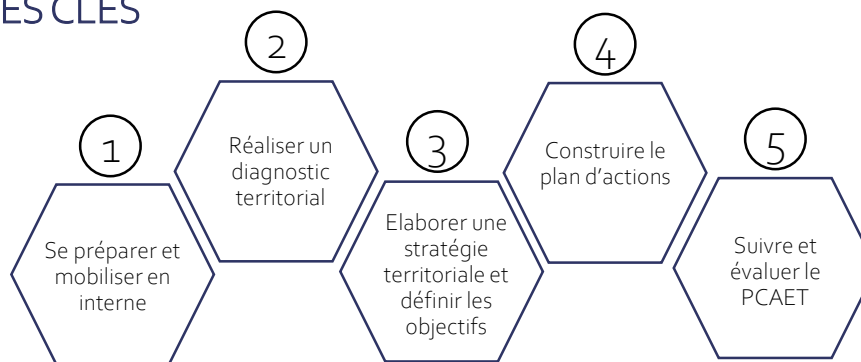 ES CLES
1
Se préparer et
mobiliser en
interne
2
Réaliser un
diagnostic
territorial
3
Elaborer une
stratégie
territoriale et
définir les
objectifs
4
Construire le
plan d’actions
5
Suivre et
évaluer le
PCAET